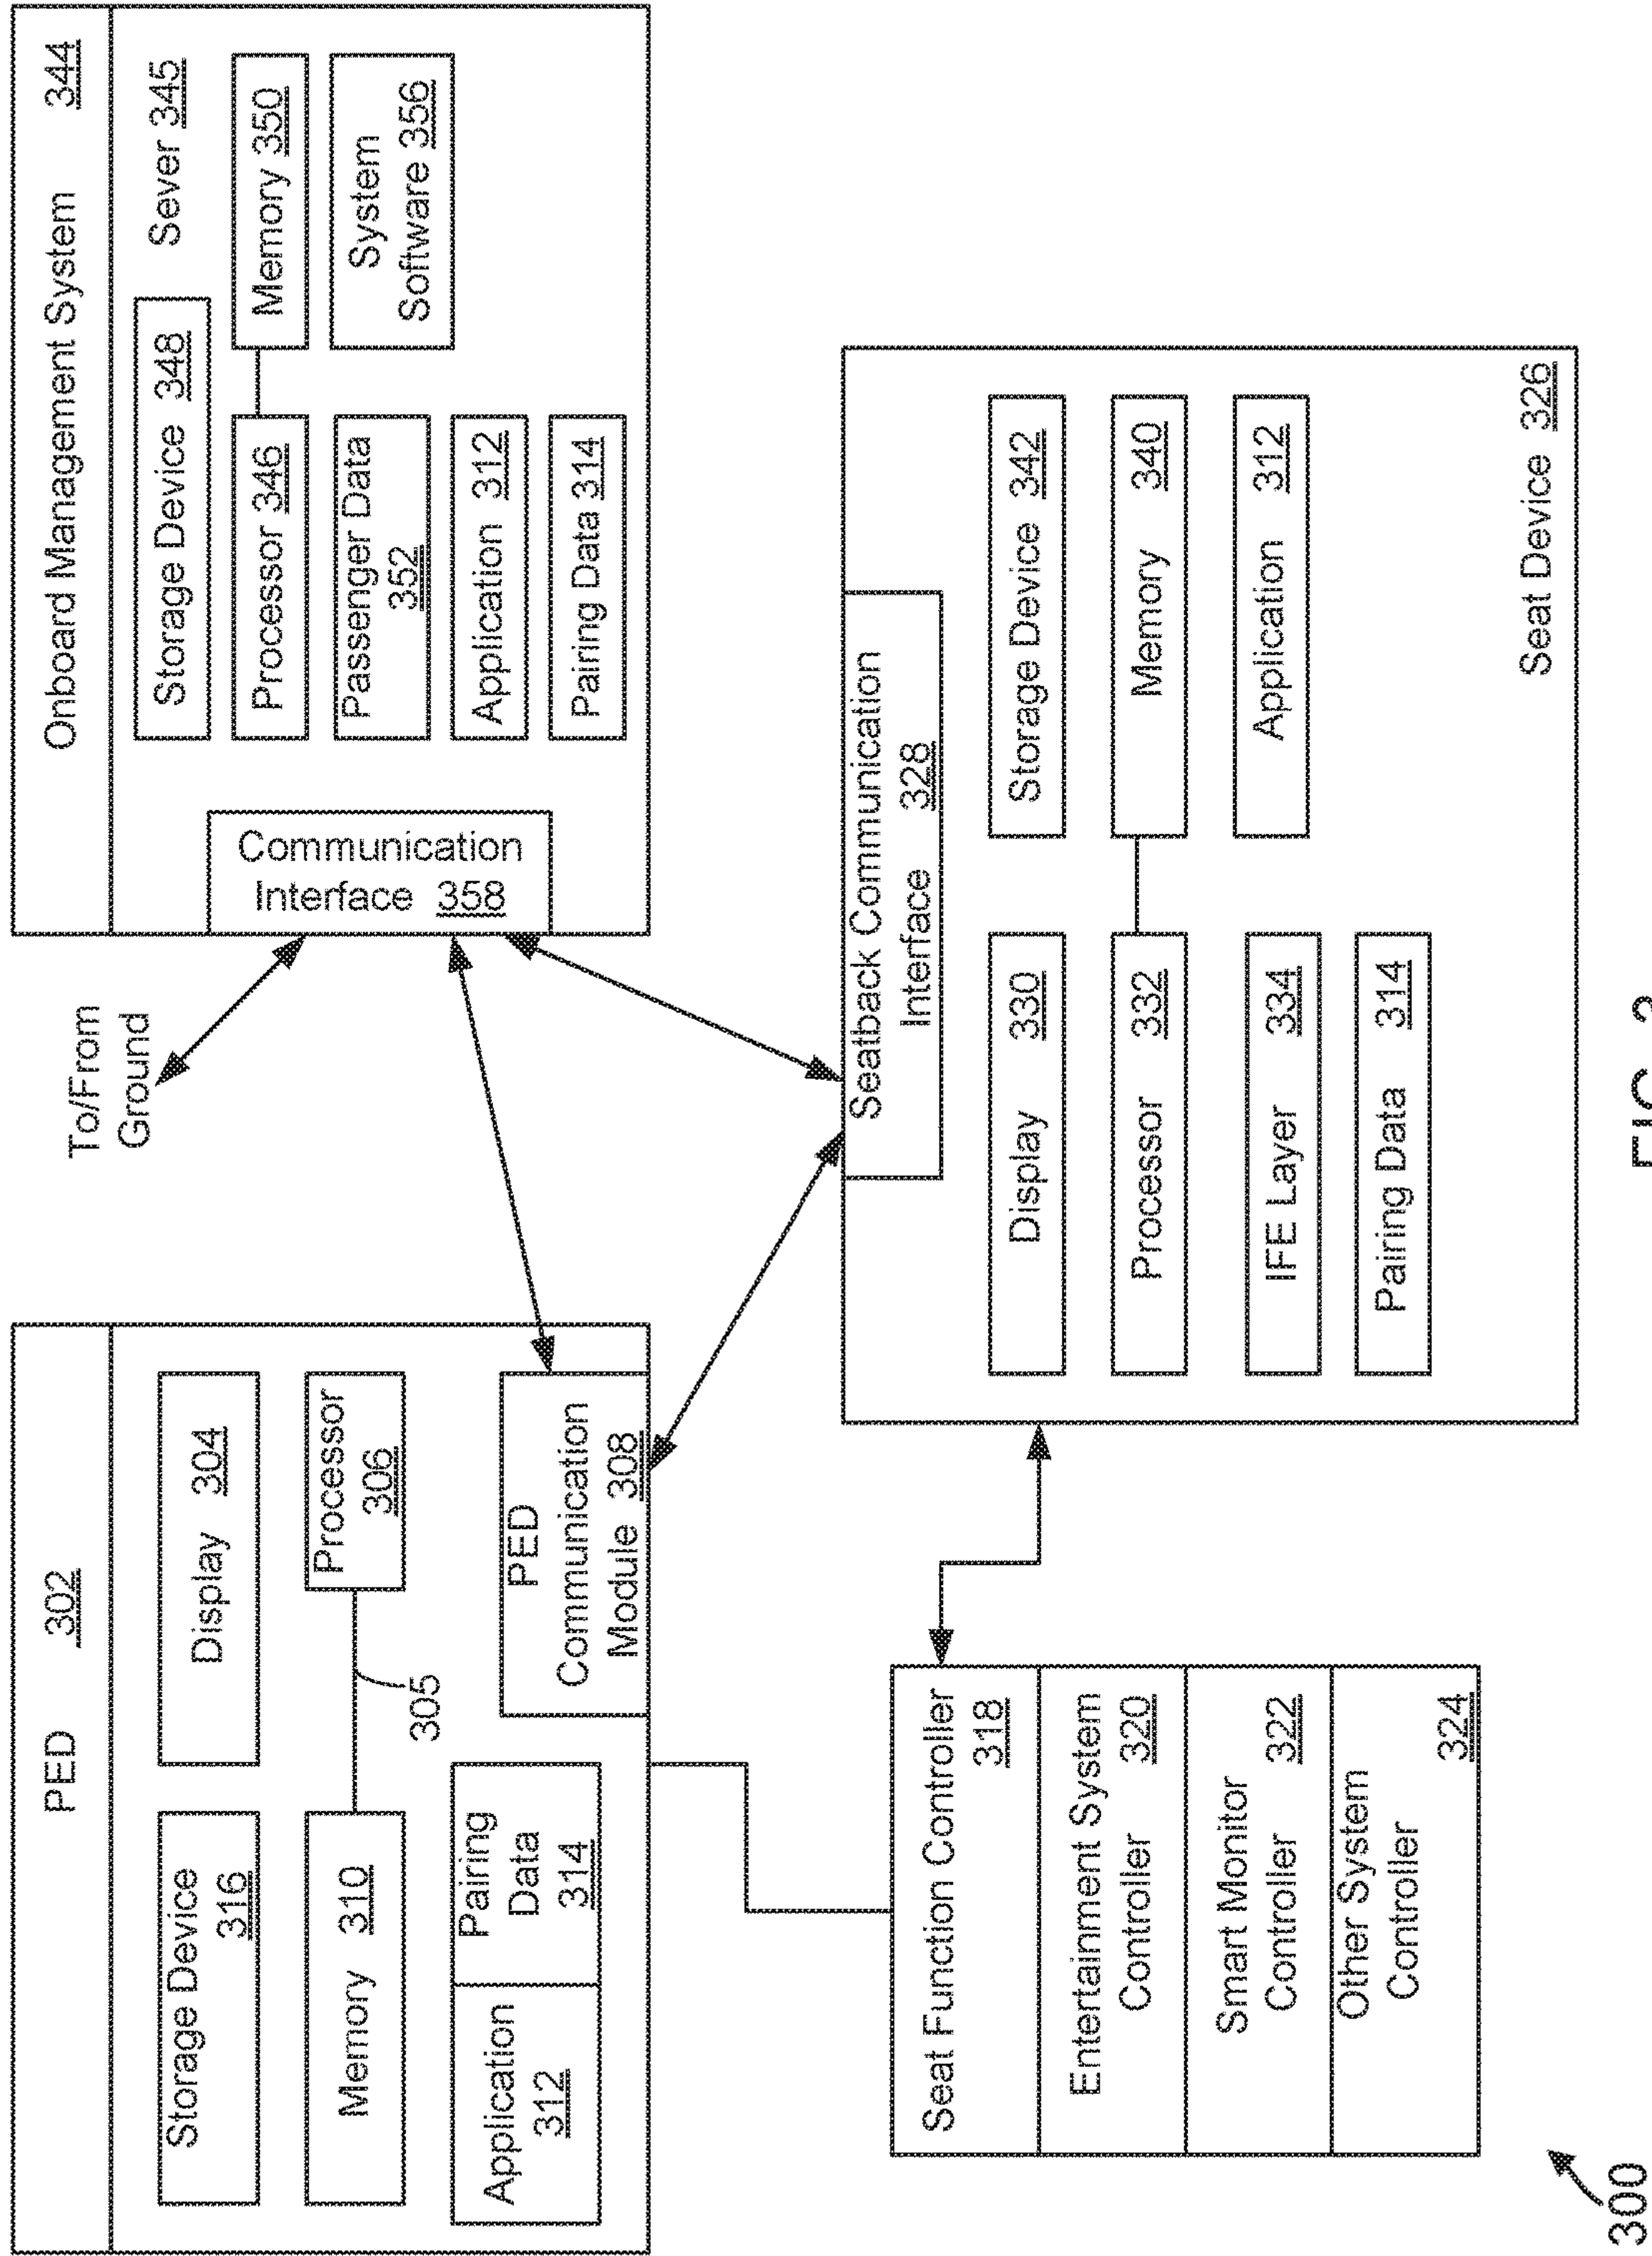 PED 302
Storage Device
316
Display 304
Memory 310
305
Processor
306
Application
312
Pairing
Data
314
PED
Communication
Module 308
To/From
Ground
Onboard Management System 344
Communication
Interface 358
Storage Device 348
Sever 345
Processor 346
Memory 350
Passenger Data
352
System
Software 356
Application 312
Pairing Data 314
Seat Function Controller
318
Entertainment System
Controller 320
Smart Monitor
Controller 322
Other System
Controller 324
Seatback Communication
Interface 328
Display 330
Storage Device 342
Processor 332
Memory 340
IFE Layer 334
Application 312
Pairing Data 314
Seat Device 326
300